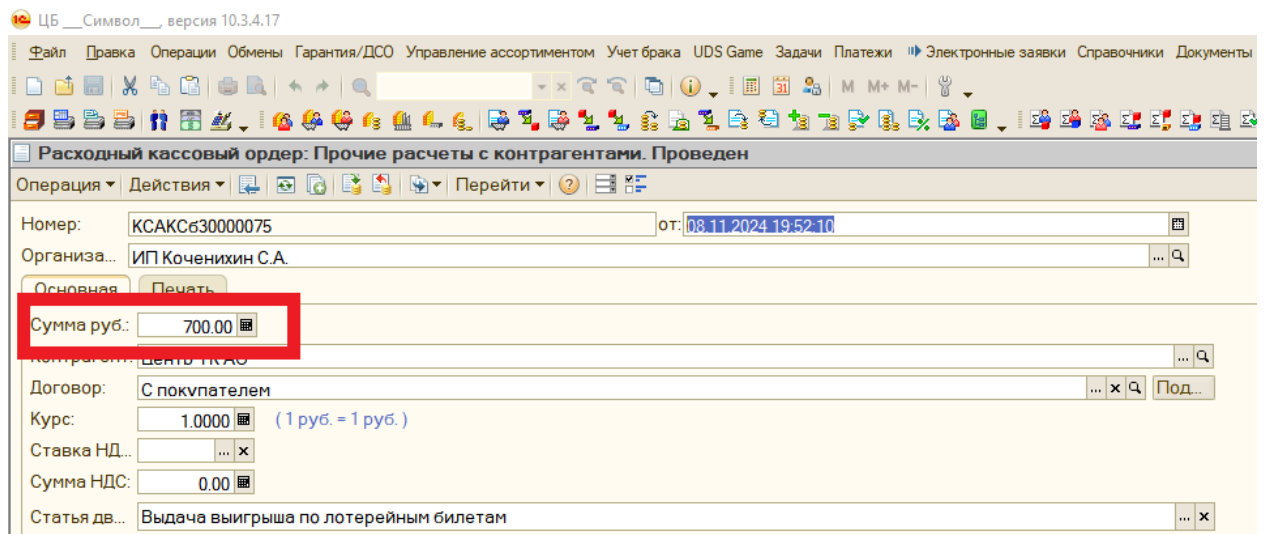 ЦБ ___Символ___, версия 10.3.4.17
Файл Правка Операции Обмены Гарантия/ДСО Управление ассортиментом Учет брака UDS Game Задачи Платежи Электронные заявки Справочники Документы
M M+ M-
Расходный кассовый ордер: Прочие расчеты с контрагентами. Проведен
Операция Действия Перейти
Номер: КСАКСб30000075 от: 08.11.2024 19:52:10
Организа... ИП Коченихин С.А.
Основная Печать
Сумма руб.: 700.00
Договор: С покупателем Под...
Курс: 1.0000 ( 1 руб. = 1 руб. )
Ставка НД...
Сумма НДС: 0.00
Статья дв... Выдача выигрыша по лотерейным билетам